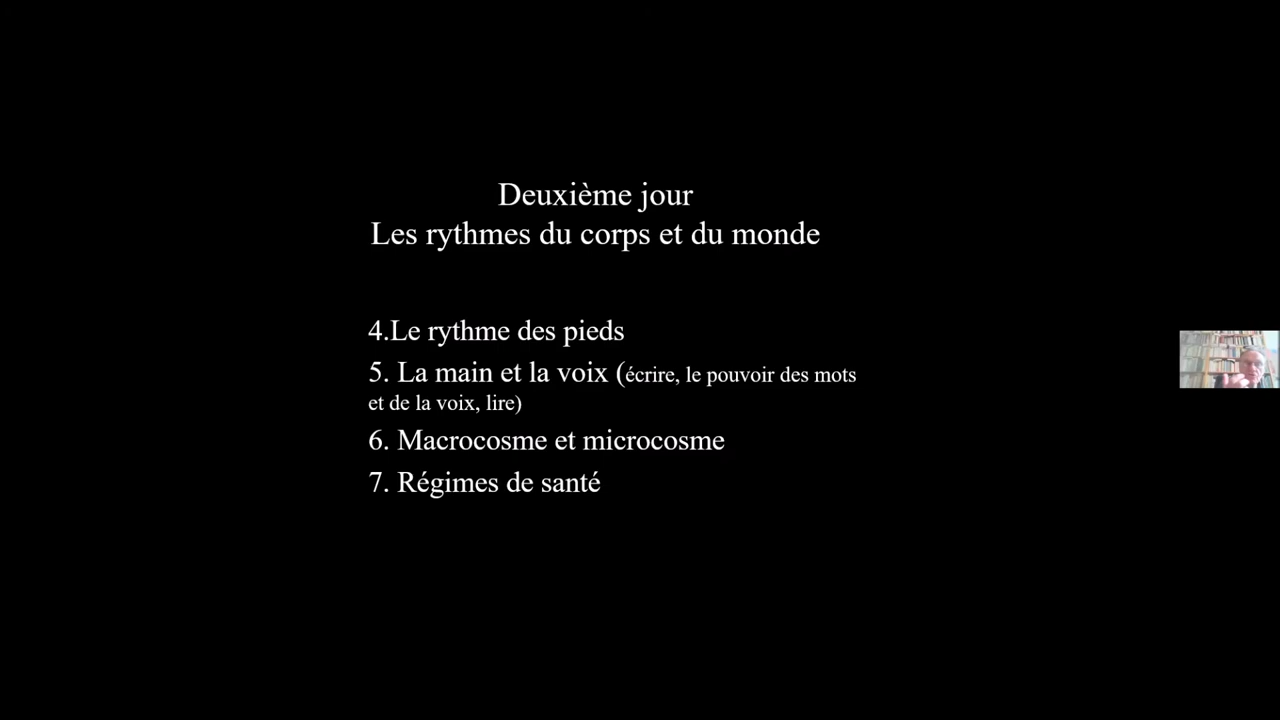 Deuxième jour
Les rythmes du corps et du monde
4.Le rythme des pieds
5. La main et la voix (écrire, le pouvoir des mots
et de la voix, lire)
6. Macrocosme et microcosme
7. Régimes de santé